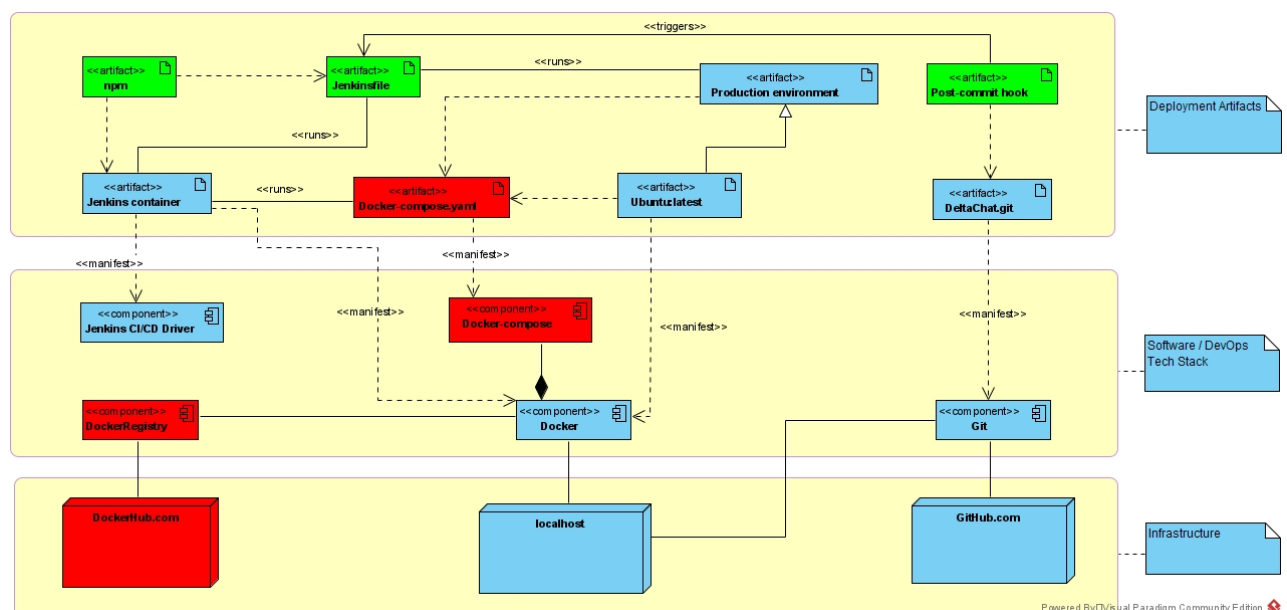 <<triggers>>
<<artifact>>
npm
<<artifact>>
Jenkinsfile
<<runs>>
<<artifact>>
Production environment
<<artifact>>
Post-commit hook
Deployment Artifacts
<<runs>>
<<artifact>>
Jenkins container
<<runs>>
<<artifact>>
Docker-compose.yaml
<<artifact>>
Ubuntu:latest
<<artifact>>
DeltaChat.git
<<manifest>>
<<manifest>>
<<component>>
Jenkins CI/CD Driver
<<manifest>>
<<component>>
Docker-compose
<<manifest>>
<<manifest>>
Software / DevOps
Tech Stack
<<component>>
DockerRegistry
<<component>>
Docker
<<component>>
Git
DockerHub.com
localhost
GitHub.com
Infrastructure
Powered By Visual Paradigm Community Edition